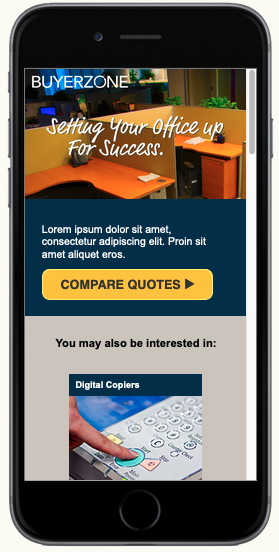 BUYERZONE
Setting Your Office up
For Success.
Lorem ipsum dolor sit amet,
consectetur adipiscing elit. Proin
sit amet aliquet eros.
COMPARE QUOTES ▶
You may also be interested in:
Digital Copiers